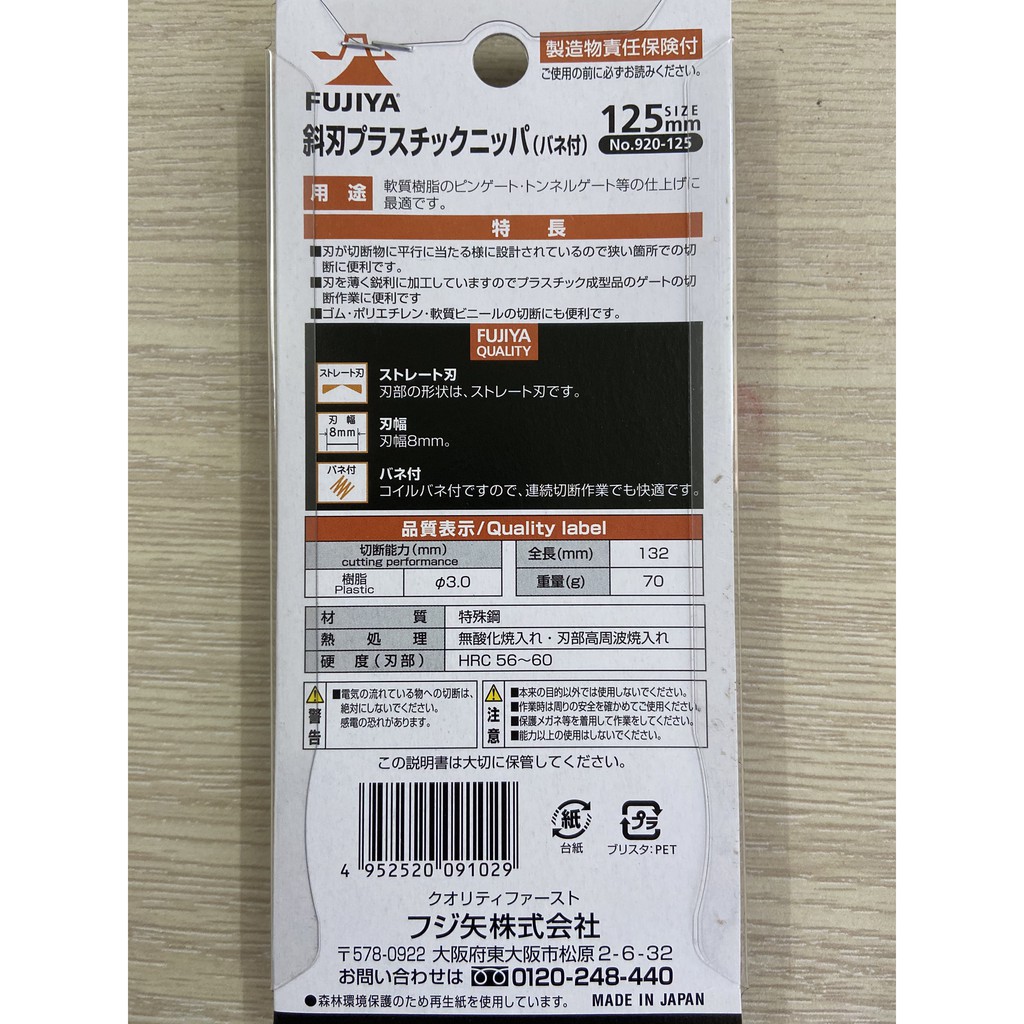 製造物責任保険付
ご使用の前に必ずお読みください。
FUJIYA®
斜刃プラスチックニッパ(バネ付)
125mm SIZE
No.920-125
用途
軟質樹脂のピンゲート・トンネルゲート等の仕上げに
最適です。
特長
■刃が切断物に平行に当たる様に設計されているので狭い箇所での切
断に便利です。
■刃を薄く鋭利に加工していますのでプラスチック成型品のゲートの切
断作業に便利です
■ゴム・ポリエチレン・軟質ビニールの切断にも便利です。
FUJIYA
QUALITY
ストレート刃
ストレート刃
刃部の形状は、ストレート刃です。
刃幅
8mm
刃幅
刃幅8mm。
バネ付
バネ付
コイルバネ付ですので、連続切断作業でも快適です。
品質表示/Quality label
切断能力(mm)
cutting performance
樹脂
Plastic
φ3.0
全長(mm) 132
重量(g) 70
材質 特殊鋼
熱処理 無酸化焼入れ・刃部高周波焼入れ
硬度(刃部) HRC 56〜60
警告
■電気の流れている物への切断は、
絶対にしないでください。
感電の恐れがあります。
注意
■本来の目的以外では使用しないでください。
■作業時は周りの安全を確かめてご使用ください。
■保護メガネ等を着用して作業をしてください。
■能力以上の使用はしないでください。
この説明書は大切に保管してください。
4 952520 091029
紙
台紙
プラ
ブリスタ:PET
クオリティファースト
フジ矢株式会社
〒578-0922 大阪府東大阪市松原2-6-32
お問い合わせは 0120-248-440
●森林環境保護のため再生紙を使用しています。 MADE IN JAPAN